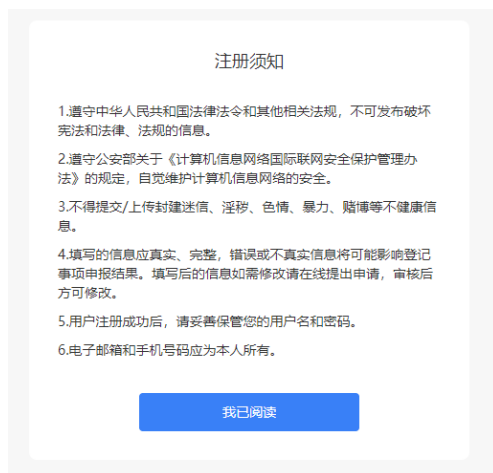 注册须知
1.遵守中华人民共和国法律法令和其他相关法规，不可发布破坏
宪法和法律、法规的信息。
2.遵守公安部关于《计算机信息网络国际联网安全保护管理办
法》的规定，自觉维护计算机信息网络的安全。
3.不得提交/上传封建迷信、淫秽、色情、暴力、赌博等不健康信
息。
4.填写的信息应真实、完整，错误或不真实信息将可能影响登记
事项申报结果。填写后的信息如需修改请在线提出申请，审核后
方可修改。
5.用户注册成功后，请妥善保管您的用户名和密码。
6.电子邮箱和手机号码应为本人所有。
我已阅读